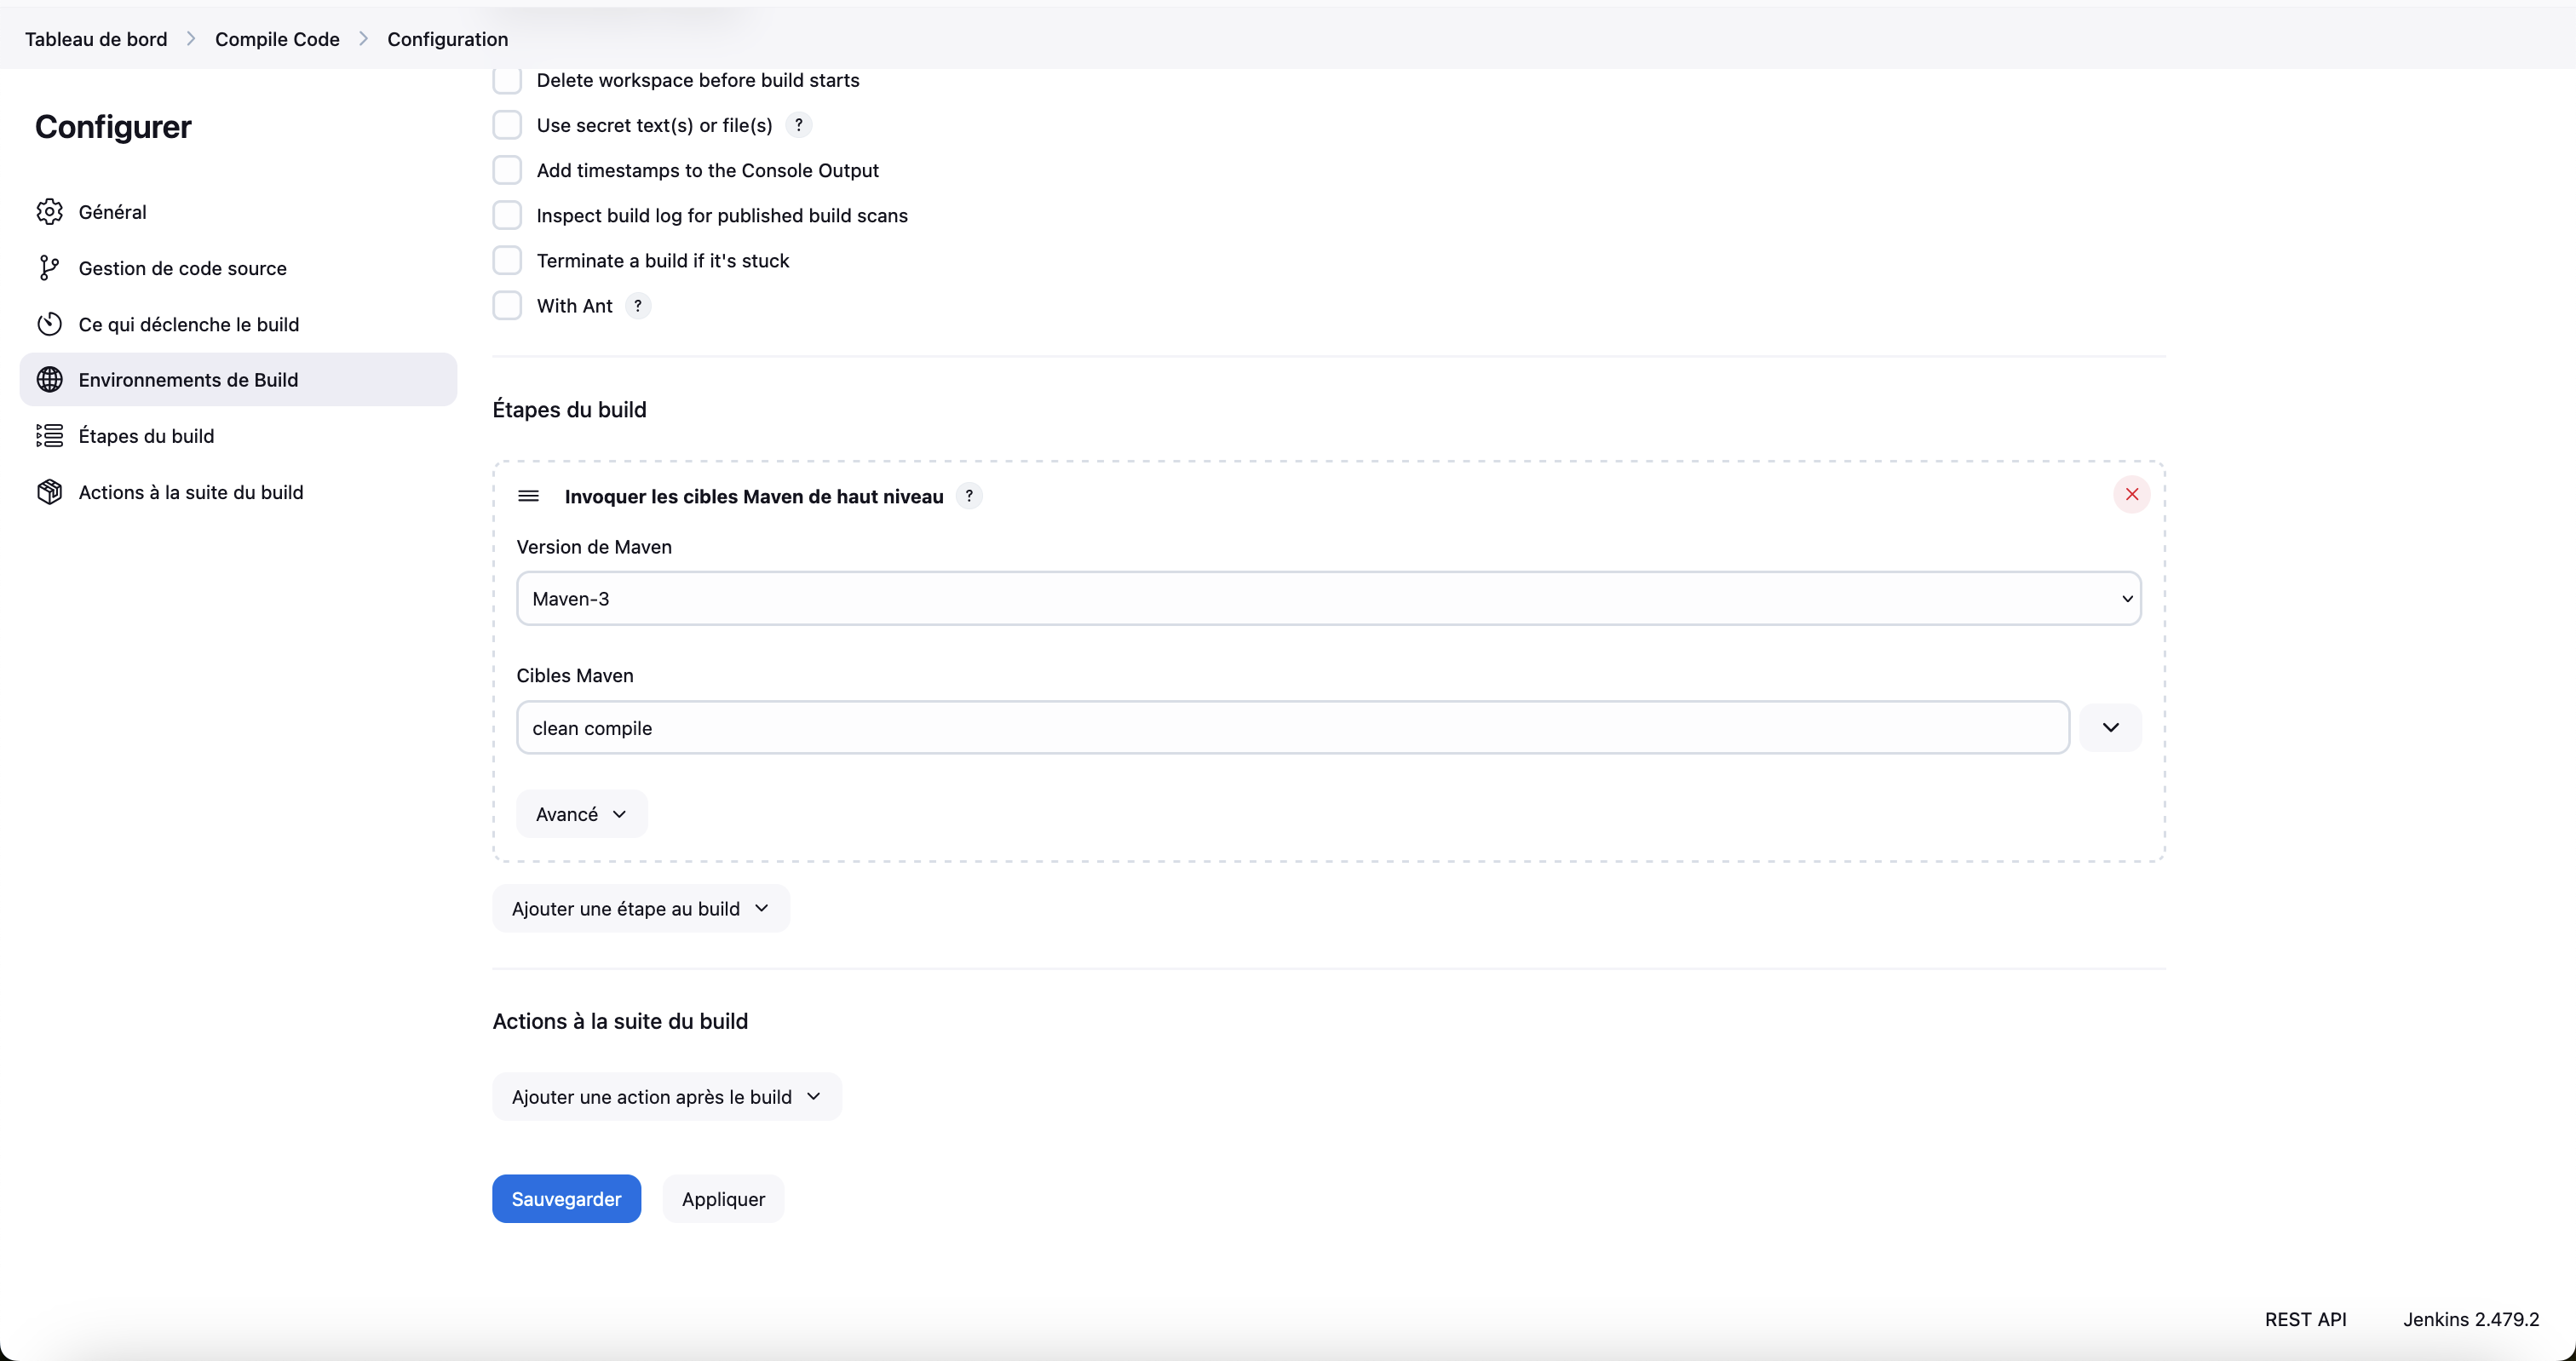 Tableau de bord > Compile Code > Configuration
Configurer
Général
Gestion de code source
Ce qui déclenche le build
Environnements de Build
Étapes du build
Actions à la suite du build
Delete workspace before build starts
Use secret text(s) or file(s) ?
Add timestamps to the Console Output
Inspect build log for published build scans
Terminate a build if it's stuck
With Ant ?
Étapes du build
Invoquer les cibles Maven de haut niveau ?
Version de Maven
Maven-3
Cibles Maven
clean compile
Avancé
Ajouter une étape au build
Actions à la suite du build
Ajouter une action après le build
Sauvegarder Appliquer
REST API Jenkins 2.479.2